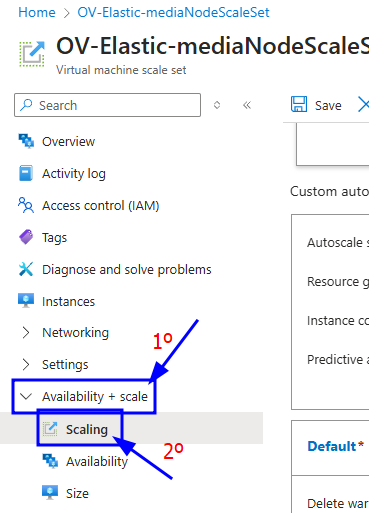 Home > OV-Elastic-mediaNodeScaleSet
OV-Elastic-mediaNodeScaleS
Virtual machine scale set
Search
Save
Overview
Activity log
Access control (IAM)
Tags
Diagnose and solve problems
Instances
Networking
Settings
Availability + scale
Scaling
Availability
Size
1º
2º
Custom auto
Autoscale s
Resource g
Instance co
Predictive a
Default*
Delete war